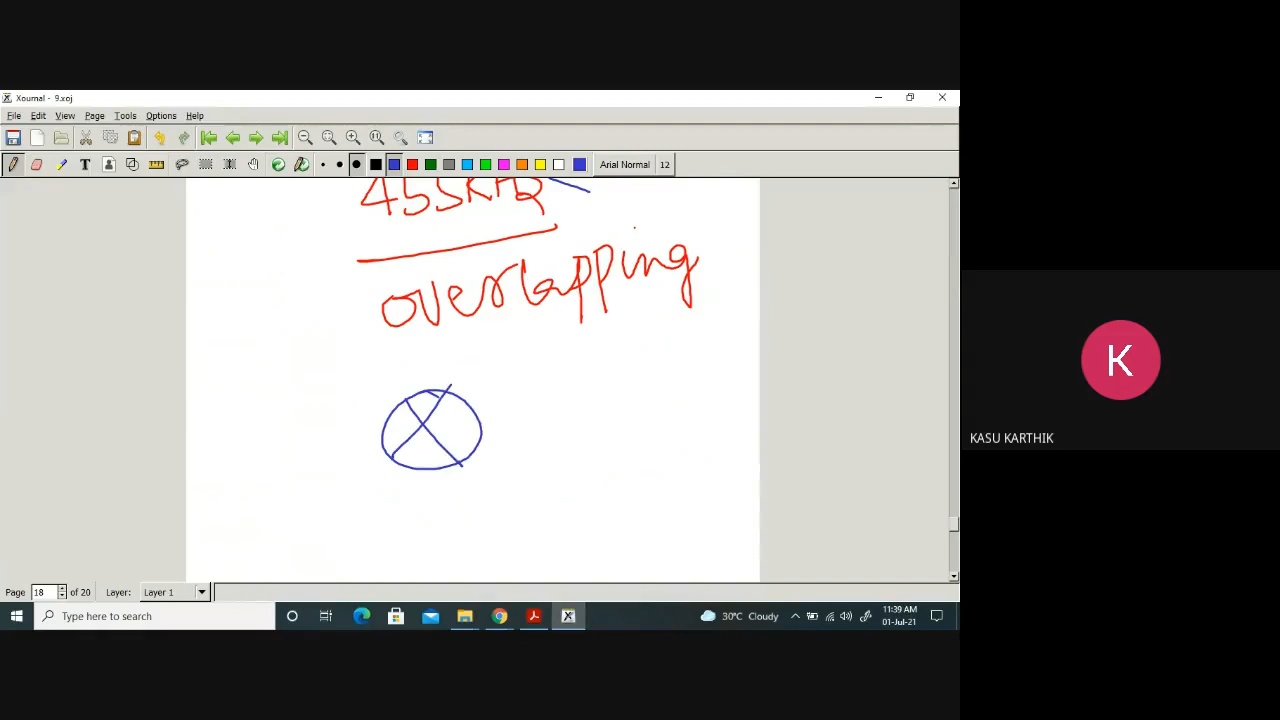 Xournal - 9.xoj
File Edit View Page Tools Options Help
T Arial Normal 12
455KHz
overlapping
K
KASU KARTHIK
Page 18 of 20 Layer: Layer 1
Type here to search
30°C Cloudy
11:39 AM
01-Jul-21